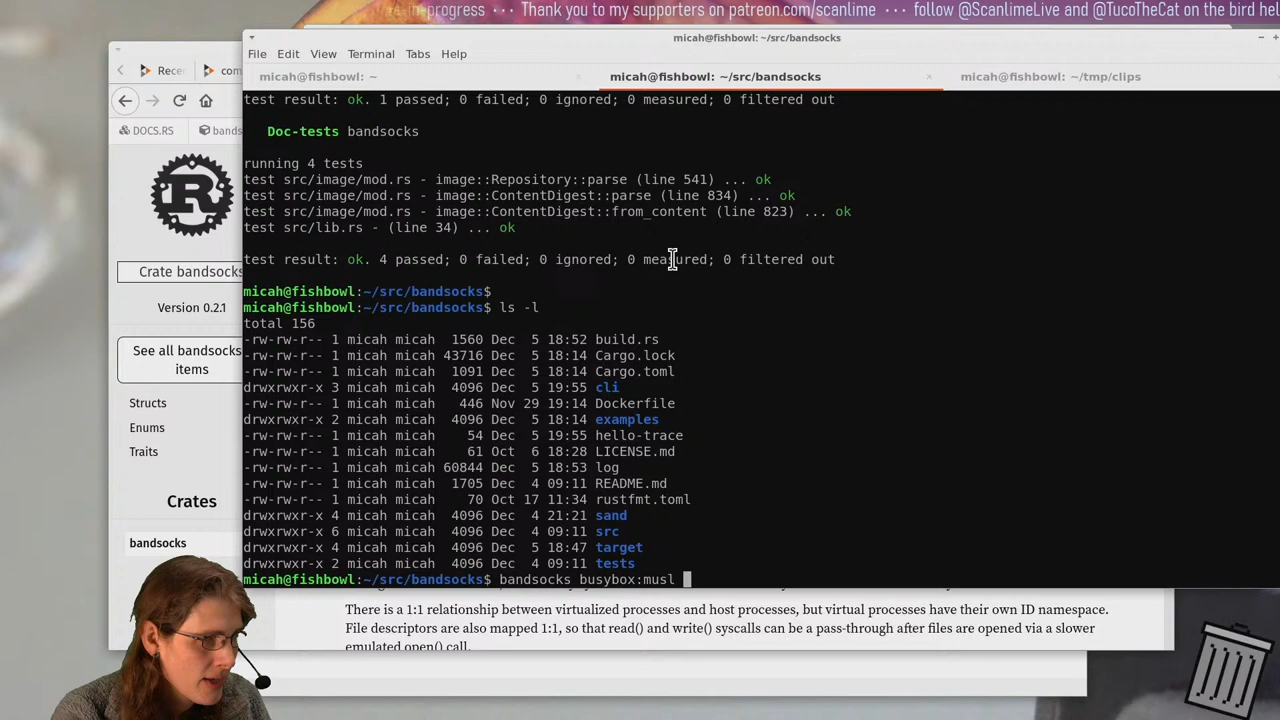 s-in-progress ··· Thank you to my supporters on patreon.com/scanlime ··· follow @ScanlimeLive and @TucoTheCat on the bird hel
micah@fishbowl: ~/src/bandsocks
File Edit View Terminal Tabs Help
Recer
com
micah@fishbowl: ~
micah@fishbowl: ~/src/bandsocks
micah@fishbowl: ~/tmp/clips
DOCS.RS
bands
Crate bandsocks
Version 0.2.1
See all bandsocks's
items
Structs
Enums
Traits
Crates
bandsocks
test result: ok. 1 passed; 0 failed; 0 ignored; 0 measured; 0 filtered out
Doc-tests bandsocks
running 4 tests
test src/image/mod.rs - image::Repository::parse (line 541) ... ok
test src/image/mod.rs - image::ContentDigest::parse (line 834) ... ok
test src/image/mod.rs - image::ContentDigest::from_content (line 823) ... ok
test src/lib.rs - (line 34) ... ok
test result: ok. 4 passed; 0 failed; 0 ignored; 0 measured; 0 filtered out
micah@fishbowl:~/src/bandsocks$
micah@fishbowl:~/src/bandsocks$ ls -l
total 156
-rw-rw-r-- 1 micah micah 1560 Dec 5 18:52 build.rs
-rw-rw-r-- 1 micah micah 43716 Dec 5 18:14 Cargo.lock
-rw-rw-r-- 1 micah micah 1091 Dec 5 18:14 Cargo.toml
drwxrwxr-x 3 micah micah 4096 Dec 5 19:55 cli
-rw-rw-r-- 1 micah micah 446 Nov 29 19:14 Dockerfile
drwxrwxr-x 2 micah micah 4096 Dec 5 18:14 examples
-rw-rw-r-- 1 micah micah 54 Dec 5 19:55 hello-trace
-rw-rw-r-- 1 micah micah 61 Oct 6 18:28 LICENSE.md
-rw-rw-r-- 1 micah micah 60844 Dec 5 18:53 log
-rw-rw-r-- 1 micah micah 1705 Dec 4 09:11 README.md
-rw-rw-r-- 1 micah micah 70 Oct 17 11:34 rustfmt.toml
drwxrwxr-x 4 micah micah 4096 Dec 4 21:21 sand
drwxrwxr-x 6 micah micah 4096 Dec 4 09:11 src
drwxrwxr-x 4 micah micah 4096 Dec 5 18:47 target
drwxrwxr-x 2 micah micah 4096 Dec 4 09:11 tests
micah@fishbowl:~/src/bandsocks$ bandsocks busybox:musl
There is a 1:1 relationship between virtualized processes and host processes, but virtual processes have their own ID namespace.
File descriptors are also mapped 1:1, so that read() and write() syscalls can be a pass-through after files are opened via a slower
emulated open() call.